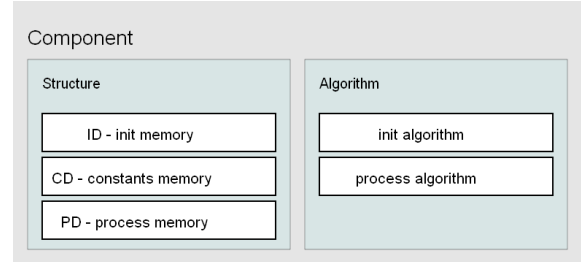 Component
Structure
ID - init memory
CD - constants memory
PD - process memory
Algorithm
init algorithm
process algorithm